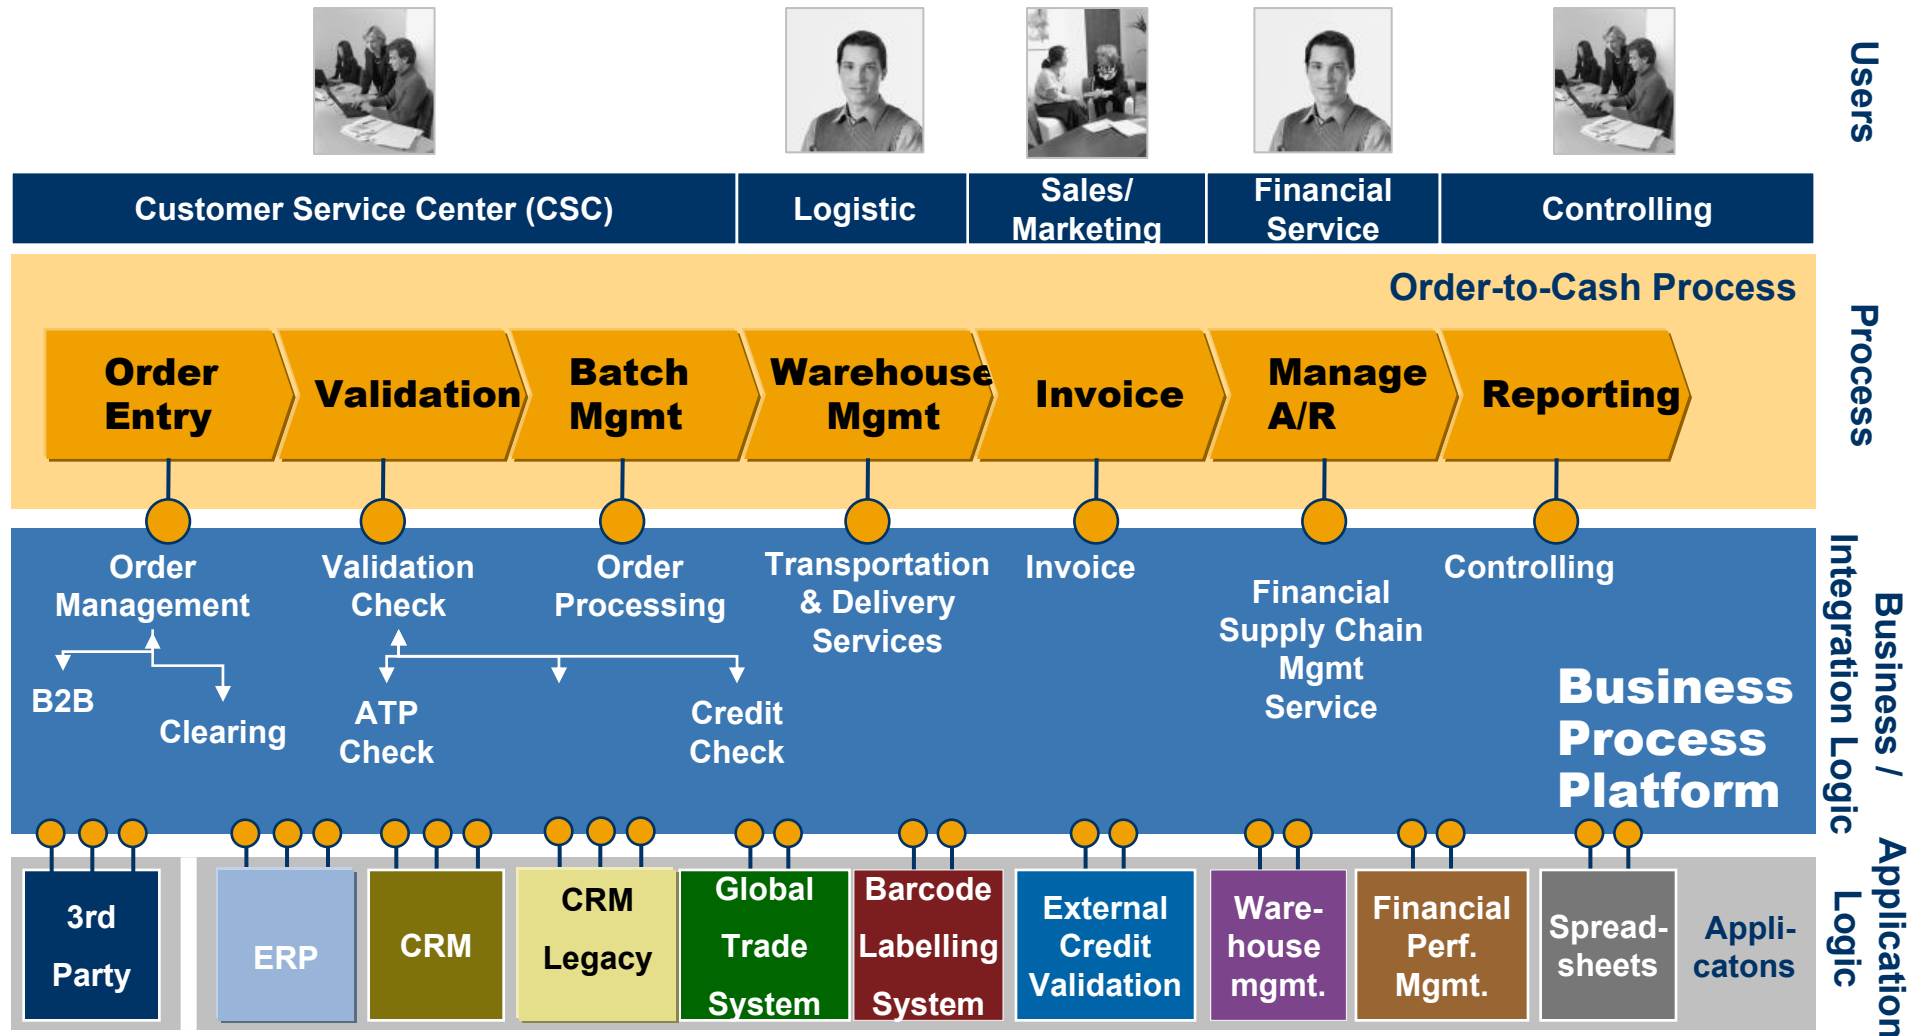 Users
Customer Service Center (CSC)
Logistic
Sales/
Marketing
Financial
Service
Controlling
Order-to-Cash Process
Process
Order
Entry
Validation
Batch
Mgmt
Warehouse
Mgmt
Invoice
Manage
A/R
Reporting
Order
Management
Validation
Check
Order
Processing
Transportation
& Delivery
Services
Invoice
Financial
Supply Chain
Mgmt
Service
Controlling
B2B
Clearing
ATP
Check
Credit
Check
Business
Process
Platform
Business /
Integration Logic
3rd
Party
ERP
CRM
CRM
Legacy
Global
Trade
System
Barcode
Labelling
System
External
Credit
Validation
Ware-
house
mgmt.
Financial
Perf.
Mgmt.
Spread-
sheets
Appli-
catons
Application
Logic